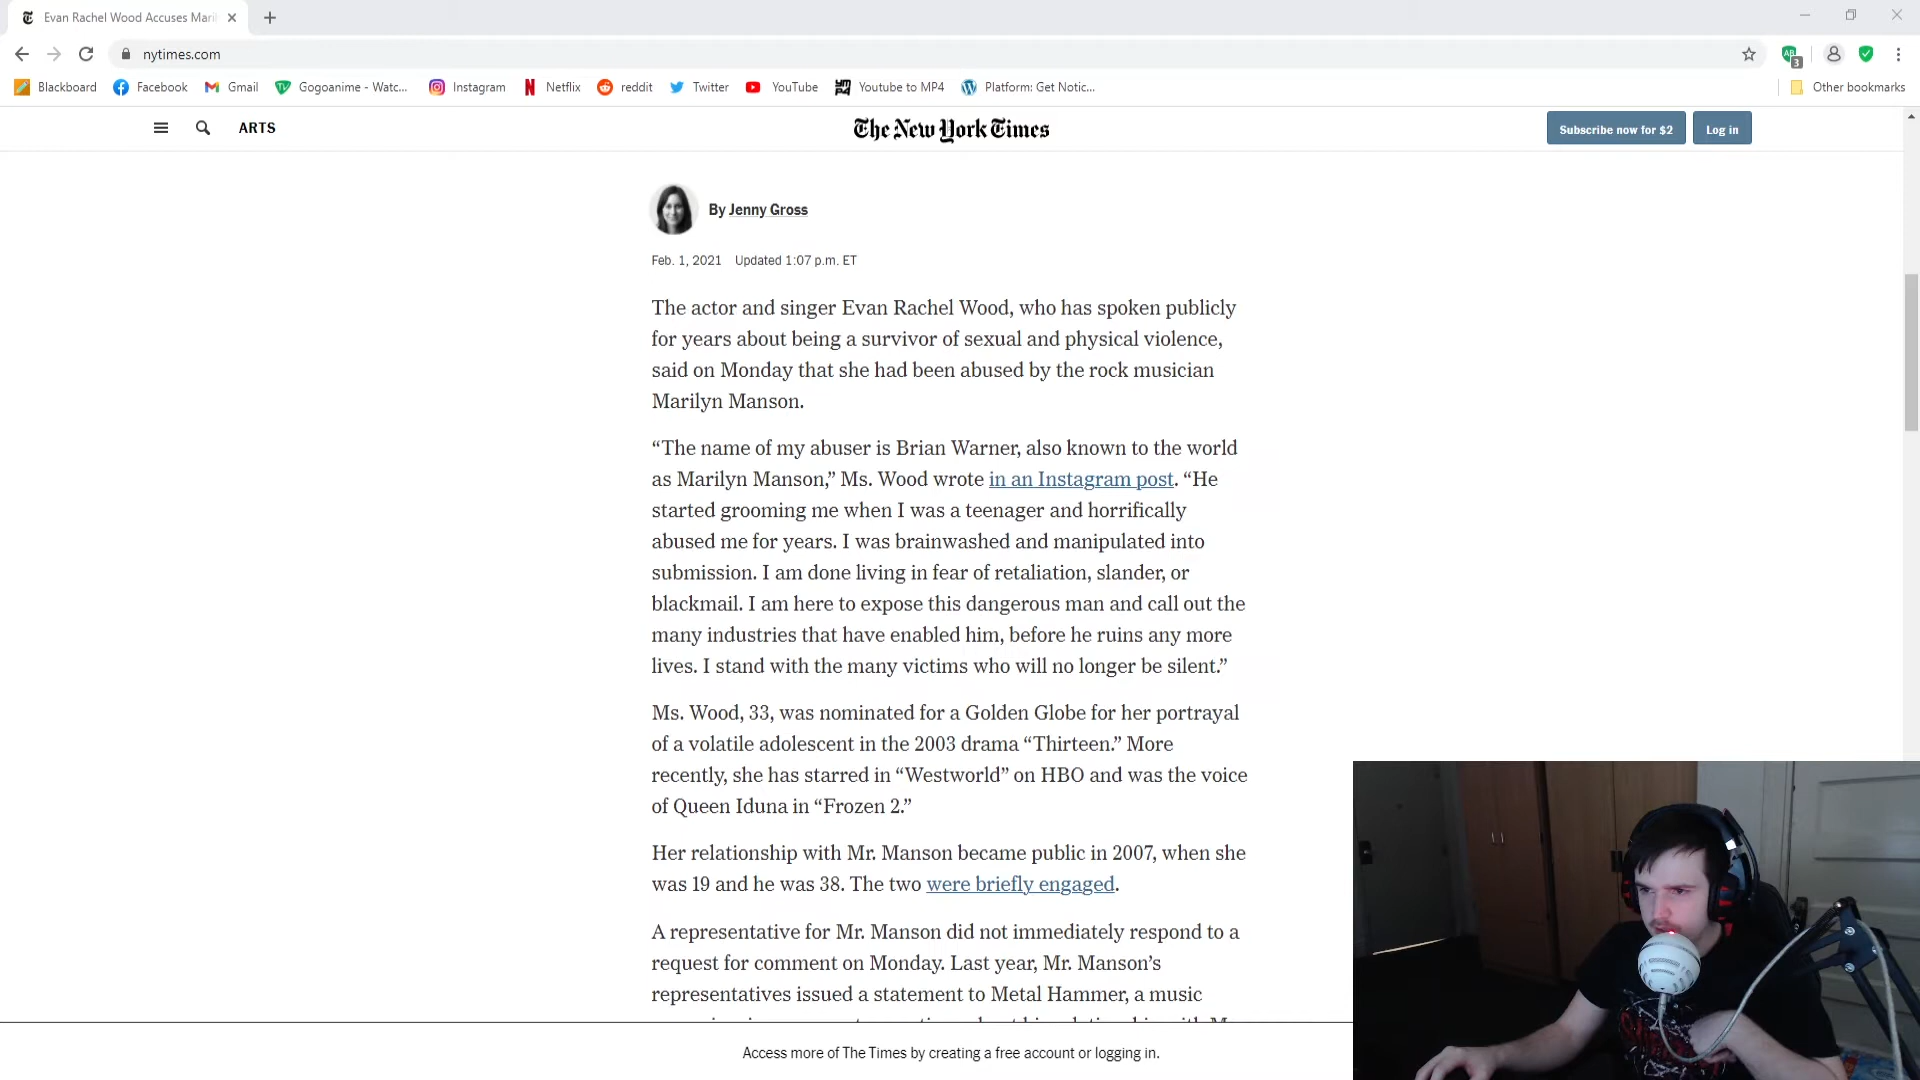 Evan Rachel Wood Accuses Maril
nytimes.com
3
Blackboard Facebook Gmail Gogoanime - Watc... Instagram Netflix reddit Twitter YouTube Youtube to MP4 Platform: Get Notic... Other bookmarks
ARTS The New York Times Subscribe now for $2 Log in
By Jenny Gross
Feb. 1, 2021 Updated 1:07 p.m. ET
The actor and singer Evan Rachel Wood, who has spoken publicly
for years about being a survivor of sexual and physical violence,
said on Monday that she had been abused by the rock musician
Marilyn Manson.
“The name of my abuser is Brian Warner, also known to the world
as Marilyn Manson,” Ms. Wood wrote in an Instagram post. “He
started grooming me when I was a teenager and horrifically
abused me for years. I was brainwashed and manipulated into
submission. I am done living in fear of retaliation, slander, or
blackmail. I am here to expose this dangerous man and call out the
many industries that have enabled him, before he ruins any more
lives. I stand with the many victims who will no longer be silent.”
Ms. Wood, 33, was nominated for a Golden Globe for her portrayal
of a volatile adolescent in the 2003 drama “Thirteen.” More
recently, she has starred in “Westworld” on HBO and was the voice
of Queen Iduna in “Frozen 2.”
Her relationship with Mr. Manson became public in 2007, when she
was 19 and he was 38. The two were briefly engaged.
A representative for Mr. Manson did not immediately respond to a
request for comment on Monday. Last year, Mr. Manson’s
representatives issued a statement to Metal Hammer, a music
Access more of The Times by creating a free account or logging in.